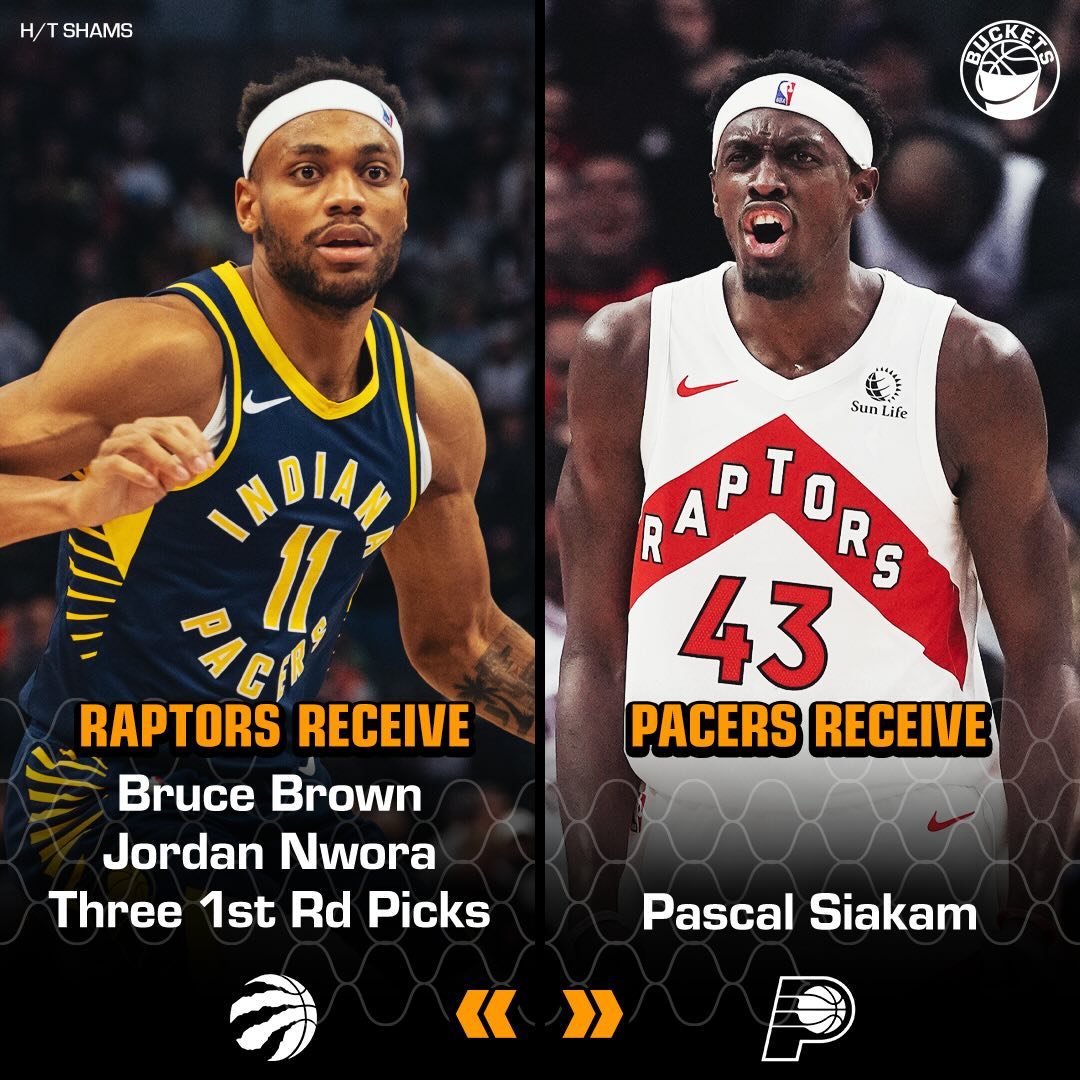 H/T SHAMS
BUCKETS
INDIANA
11
PACERS
Sun Life
RAPTORS
43
RAPTORS RECEIVE
Bruce Brown
Jordan Nwora
Three 1st Rd Picks
PACERS RECEIVE
Pascal Siakam